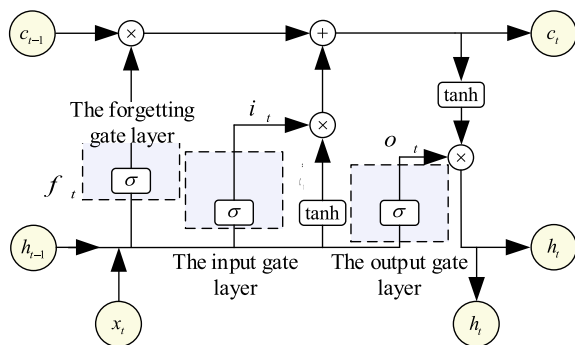 c_{t-1}
×
+
c_t
tanh
The forgetting
gate layer
i_t
×
o_t
×
f_t
σ
σ
tanh
σ
h_{t-1}
h_t
The input gate
layer
The output gate
layer
x_t
h_t